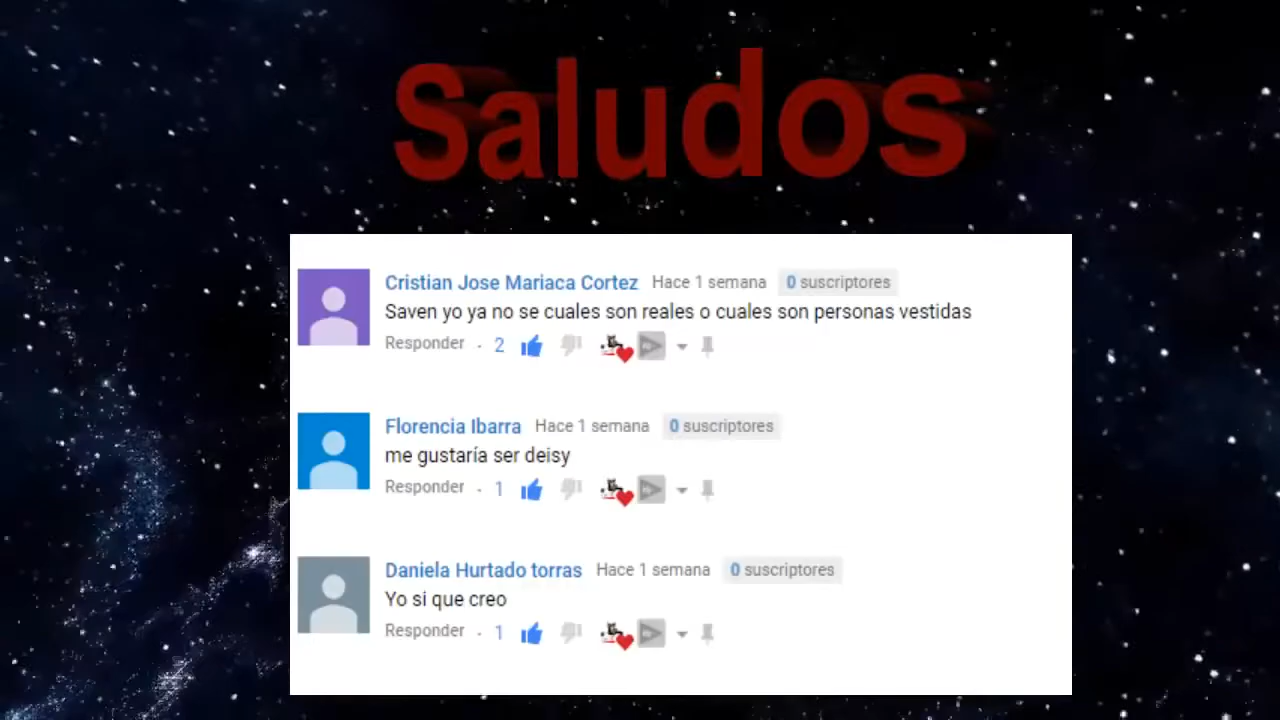 Saludos
Cristian Jose Mariaca Cortez Hace 1 semana 0 suscriptores
Saven yo ya no se cuales son reales o cuales son personas vestidas
Responder · 2
Florencia Ibarra Hace 1 semana 0 suscriptores
me gustaría ser deisy
Responder · 1
Daniela Hurtado torras Hace 1 semana 0 suscriptores
Yo si que creo
Responder · 1